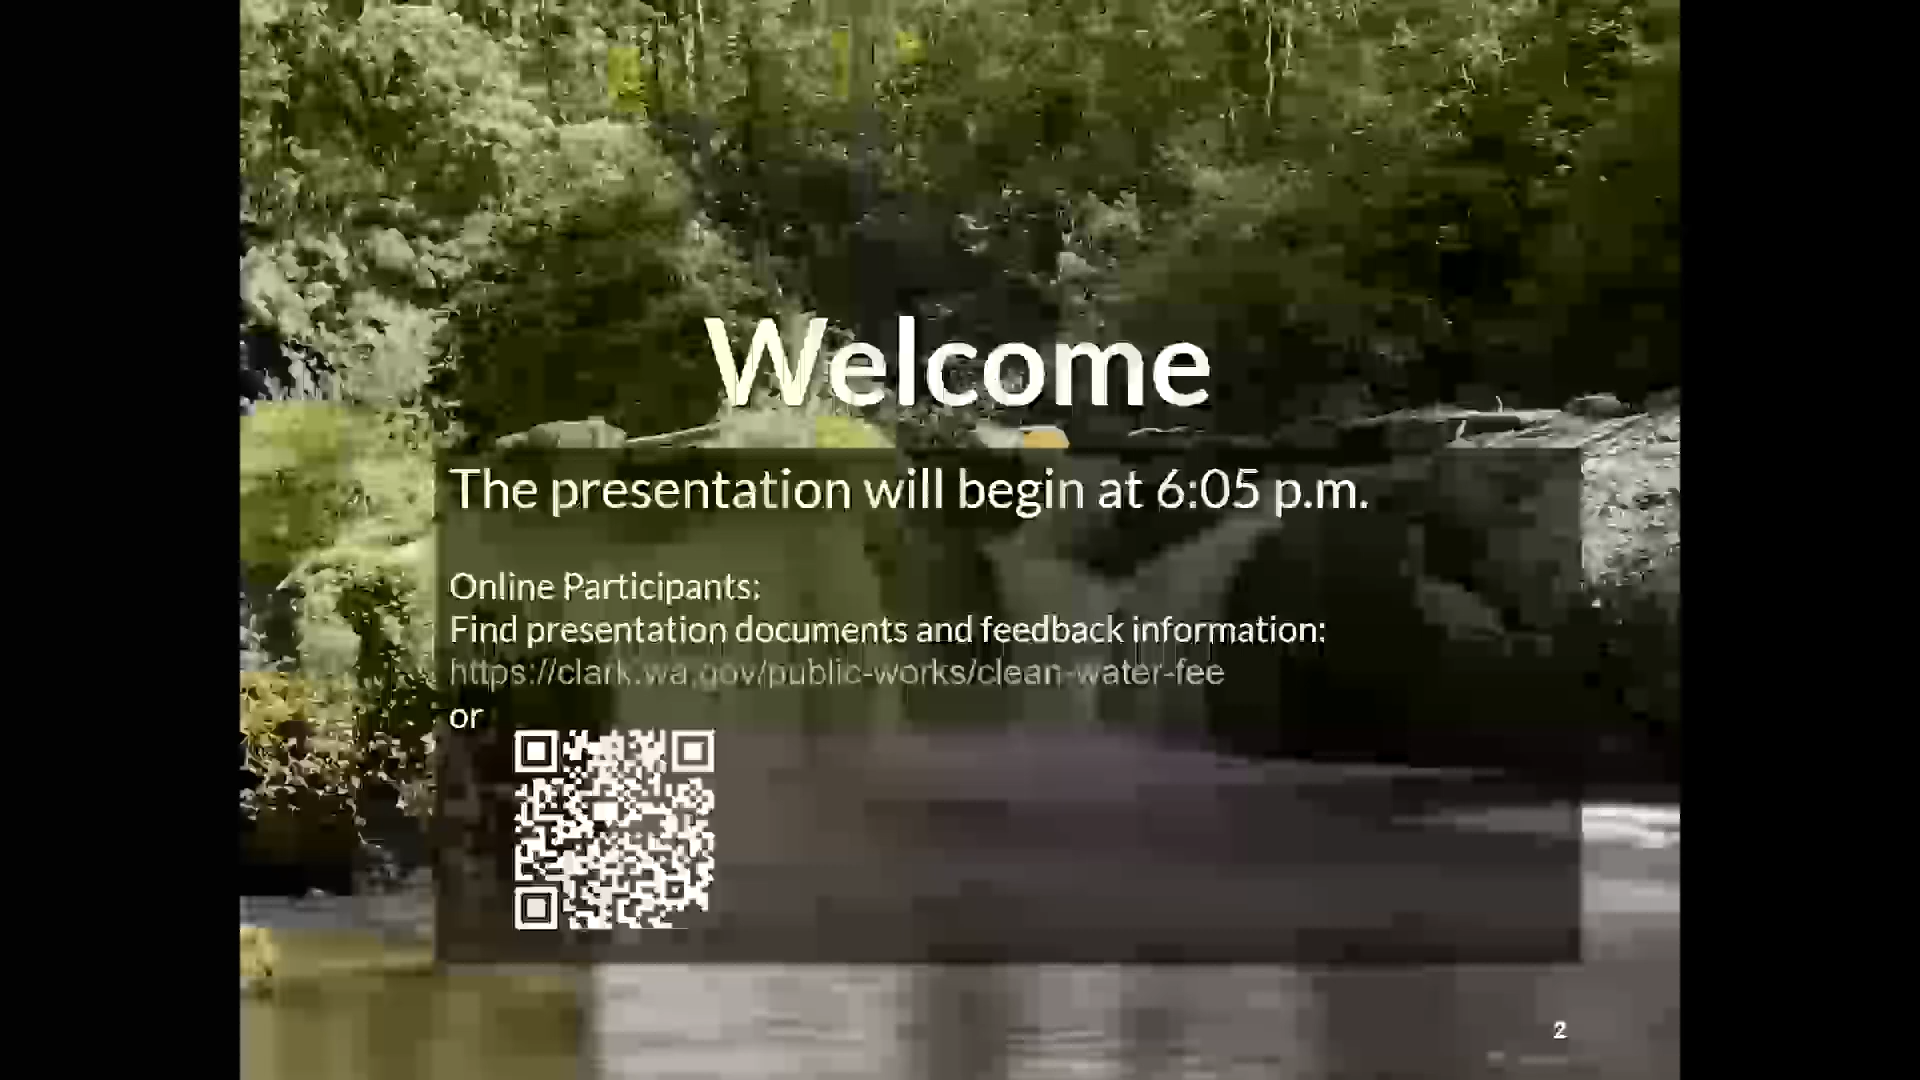 Welcome
The presentation will begin at 6:05 p.m.
Online Participants:
Find presentation documents and feedback information:
https://clark.wa.gov/public-works/clean-water-fee
or
2